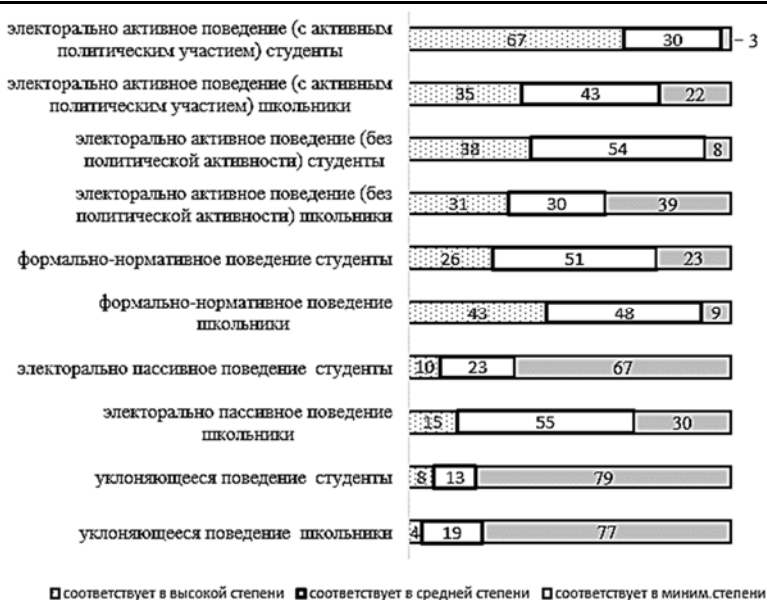 электорально активное поведение (с активным
политическим участием) студенты
67 30 3
электорально активное поведение (с активным
политическим участием) школьники
35 43 22
электорально активное поведение (без
политической активности) студенты
38 54 8
электорально активное поведение (без
политической активности) школьники
31 30 39
формально-нормативное поведение студенты
26 51 23
формально-нормативное поведение
школьники
43 48 9
электорально пассивное поведение студенты
10 23 67
электорально пассивное поведение
школьники
15 55 30
уклоняющееся поведение студенты
8 13 79
уклоняющееся поведение школьники
4 19 77
соответствует в высокой степени соответствует в средней степени соответствует в миним.степени